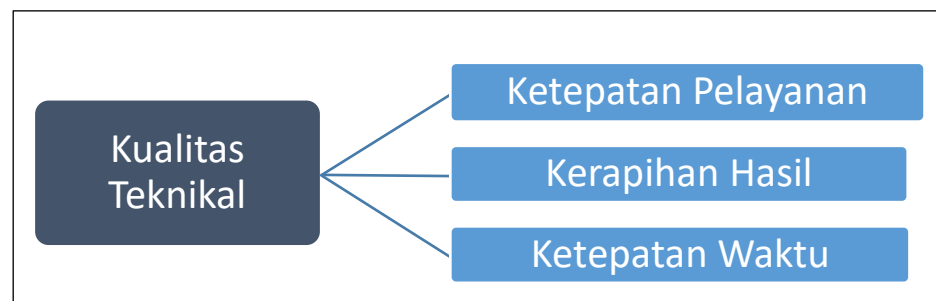 Kualitas
Teknikal
Ketepatan Pelayanan
Kerapihan Hasil
Ketepatan Waktu